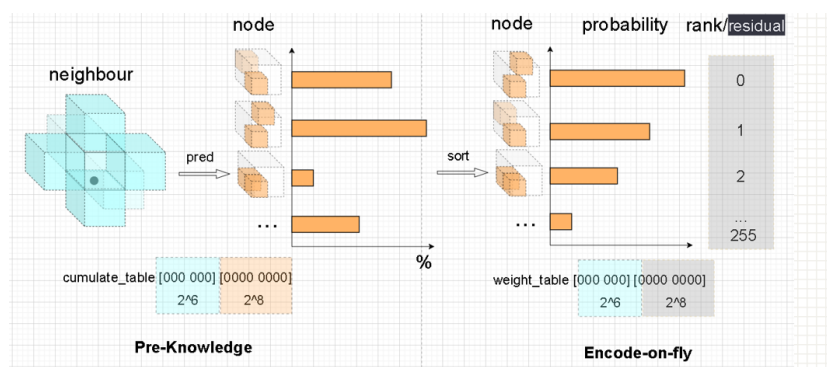 node
neighbour
pred
...
%
cumulate_table [000 000] [0000 0000]
2^6 2^8
Pre-Knowledge
node probability rank/residual
0
1
sort
2
... ...
255
weight_table [000 000] [0000 0000]
2^6 2^8
Encode-on-fly